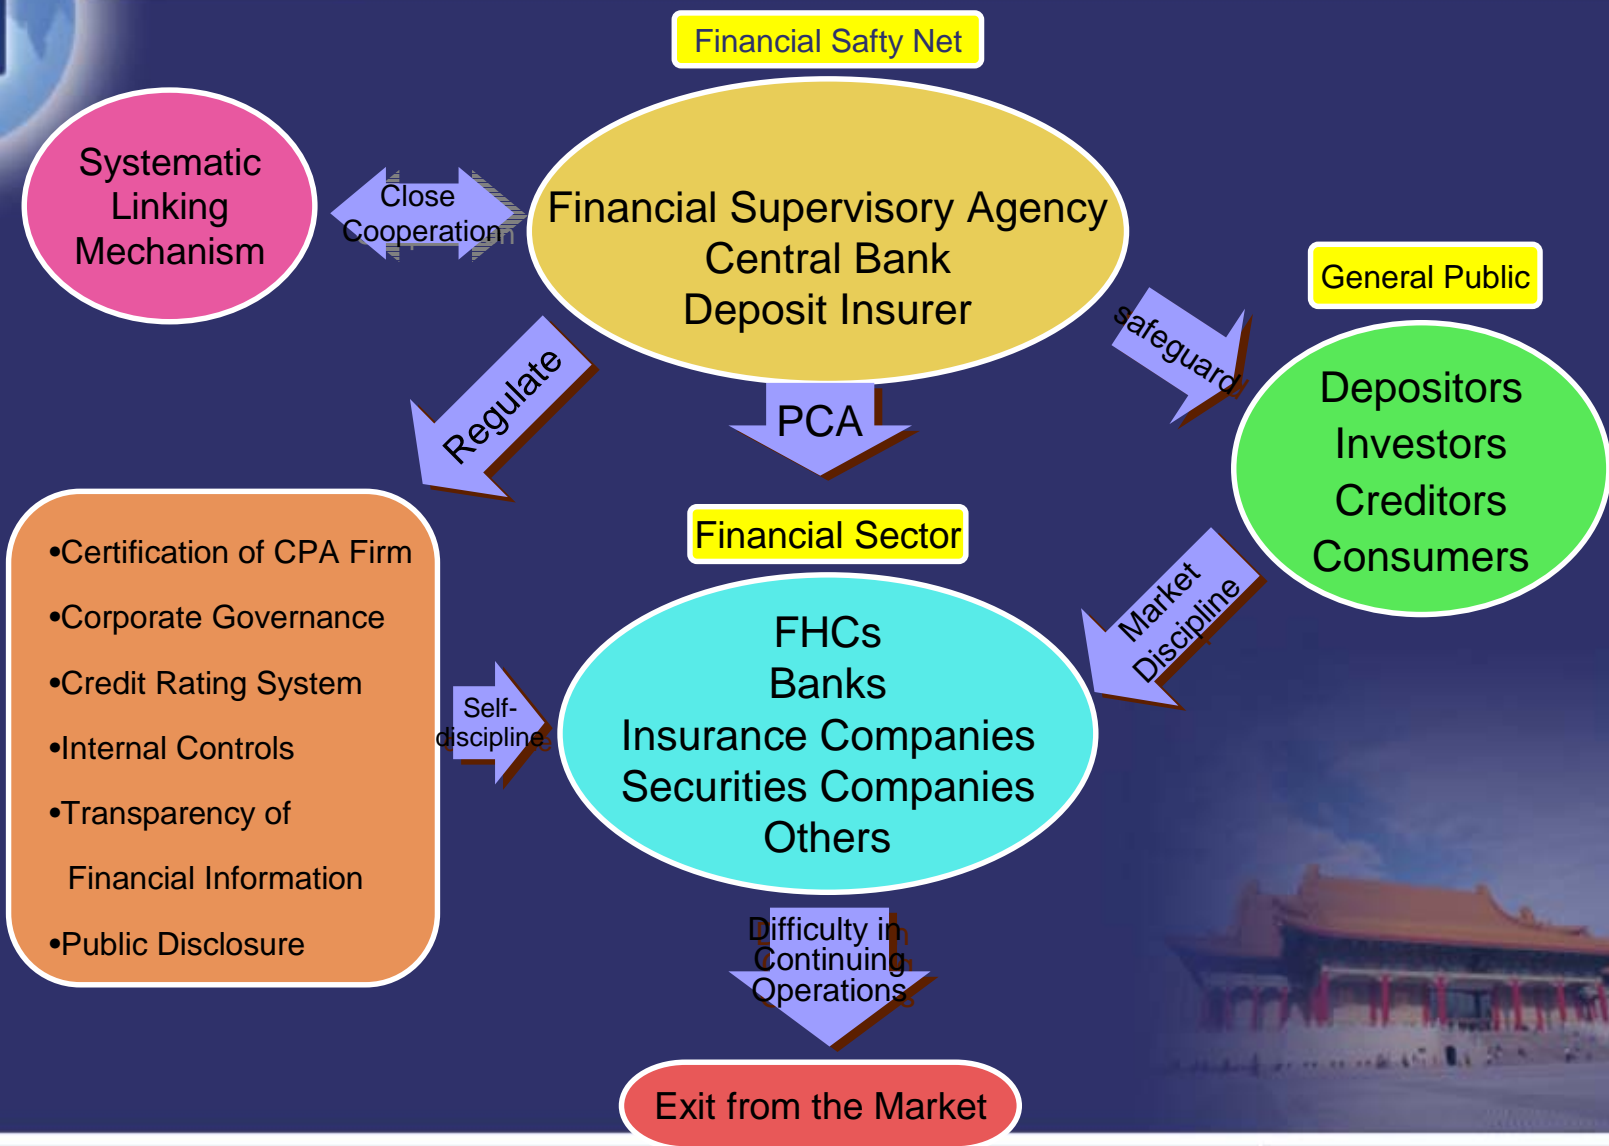 Financial Safty Net
Systematic
Linking
Mechanism
Close
Cooperation
Financial Supervisory Agency
Central Bank
Deposit Insurer
General Public
safeguard
Depositors
Investors
Creditors
Consumers
Regulate
PCA
•Certification of CPA Firm
•Corporate Governance
•Credit Rating System
•Internal Controls
•Transparency of
Financial Information
•Public Disclosure
Self-
discipline
Financial Sector
FHCs
Banks
Insurance Companies
Securities Companies
Others
Market
Discipline
Difficulty in
Continuing
Operations
Exit from the Market